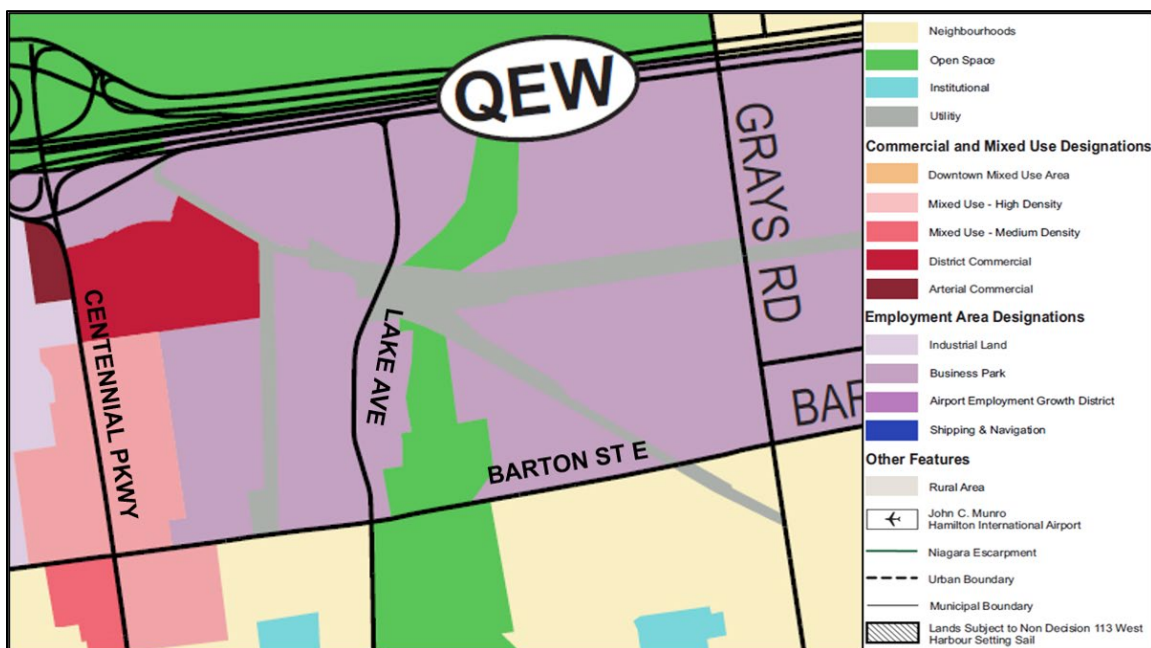 QEW
GRAYS RD
CENTENNIAL PKWY
LAKE AVE
BARTON ST E
BAR
Neighbourhoods
Open Space
Institutional
Utilitiy
Commercial and Mixed Use Designations
Downtown Mixed Use Area
Mixed Use - High Density
Mixed Use - Medium Density
District Commercial
Arterial Commercial
Employment Area Designations
Industrial Land
Business Park
Airport Employment Growth District
Shipping & Navigation
Other Features
Rural Area
John C. Munro
Hamilton International Airport
Niagara Escarpment
Urban Boundary
Municipal Boundary
Lands Subject to Non Decision 113 West
Harbour Setting Sail